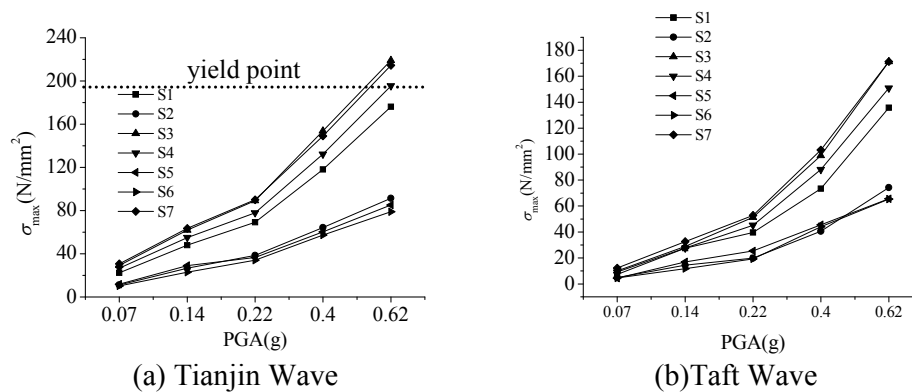 240
200
160
120
80
40
0
σmax(N/mm²)
yield point
S1
S2
S3
S4
S5
S6
S7
0.07 0.14 0.22 0.4 0.62
PGA(g)
(a) Tianjin Wave
180
160
140
120
100
80
60
40
20
0
σmax(N/mm²)
S1
S2
S3
S4
S5
S6
S7
0.07 0.14 0.22 0.4 0.62
PGA(g)
(b)Taft Wave